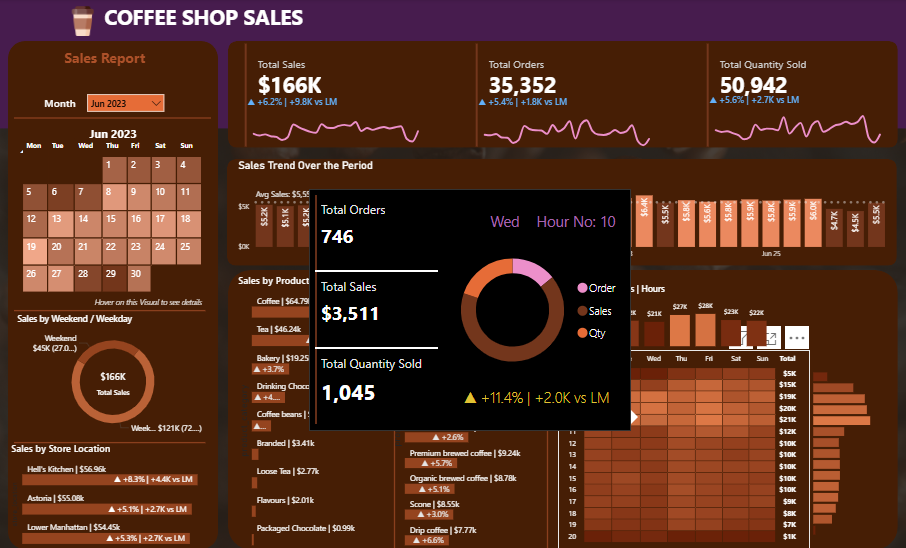 COFFEE SHOP SALES
Sales Report
Month
Jun 2023
Jun 2023
Mon Tue Wed Thu Fri Sat Sun
1 2 3 4
5 6 7 8 9 10 11
12 13 14 15 16 17 18
19 20 21 22 23 24 25
26 27 28 29 30
Hover on this Visual to see details
Sales by Weekend / Weekday
Weekend
$45K (27.0...)
$166K
Total Sales
Week... $121K (72...)
Sales by Store Location
Hell's Kitchen | $56.96k
▲ +8.3% | +4.4K vs LM
Astoria | $55.08k
▲ +5.1% | +2.7K vs LM
Lower Manhattan | $54.45k
▲ +5.3% | +2.7K vs LM
Total Sales
$166K
▲ +6.2% | +9.8K vs LM
Total Orders
35,352
▲ +5.4% | +1.8K vs LM
Total Quantity Sold
50,942
▲ +5.6% | +2.7K vs LM
Sales Trend Over the Period
Avg Sales: $5,55
$5K
$0K
$5.2K $5.1K $5.2K
$6.4K $5.5K $5.8K $5.6K $5.8K $5.9K $5.8K $5.9K $6.0K $4.7K $4.5K $5.5K
Jun 25
Total Orders
746
Total Sales
$3,511
Total Quantity Sold
1,045
Wed Hour No: 10
Order
Sales
Qty
▲ +11.4% | +2.0K vs LM
Sales by Product
Coffee | $64.79
Tea | $46.24k
Bakery | $19.25
▲ +3.7%
Drinking Choco
▲ +4....
Coffee beans |
▲...
Branded | $3.41k
Loose Tea | $2.77k
Flavours | $2.01k
Packaged Chocolate | $0.99k
▲ +2.6%
Premium brewed coffee | $9.24k
▲ +5.7%
Organic brewed coffee | $8.78k
▲ +5.1%
Scone | $8.55k
▲ +3.0%
Drip coffee | $7.77k
▲ +6.6%
s | Hours
2K $21K $27K $28K $23K $22K
Wed Thu Fri Sat Sun Total
$5K
$15K
$19K
$20K
$21K
11 $12K
12 $10K
13 $10K
14 $10K
15 $10K
16 $10K
17 $9K
18 $8K
19 $7K
20 $1K